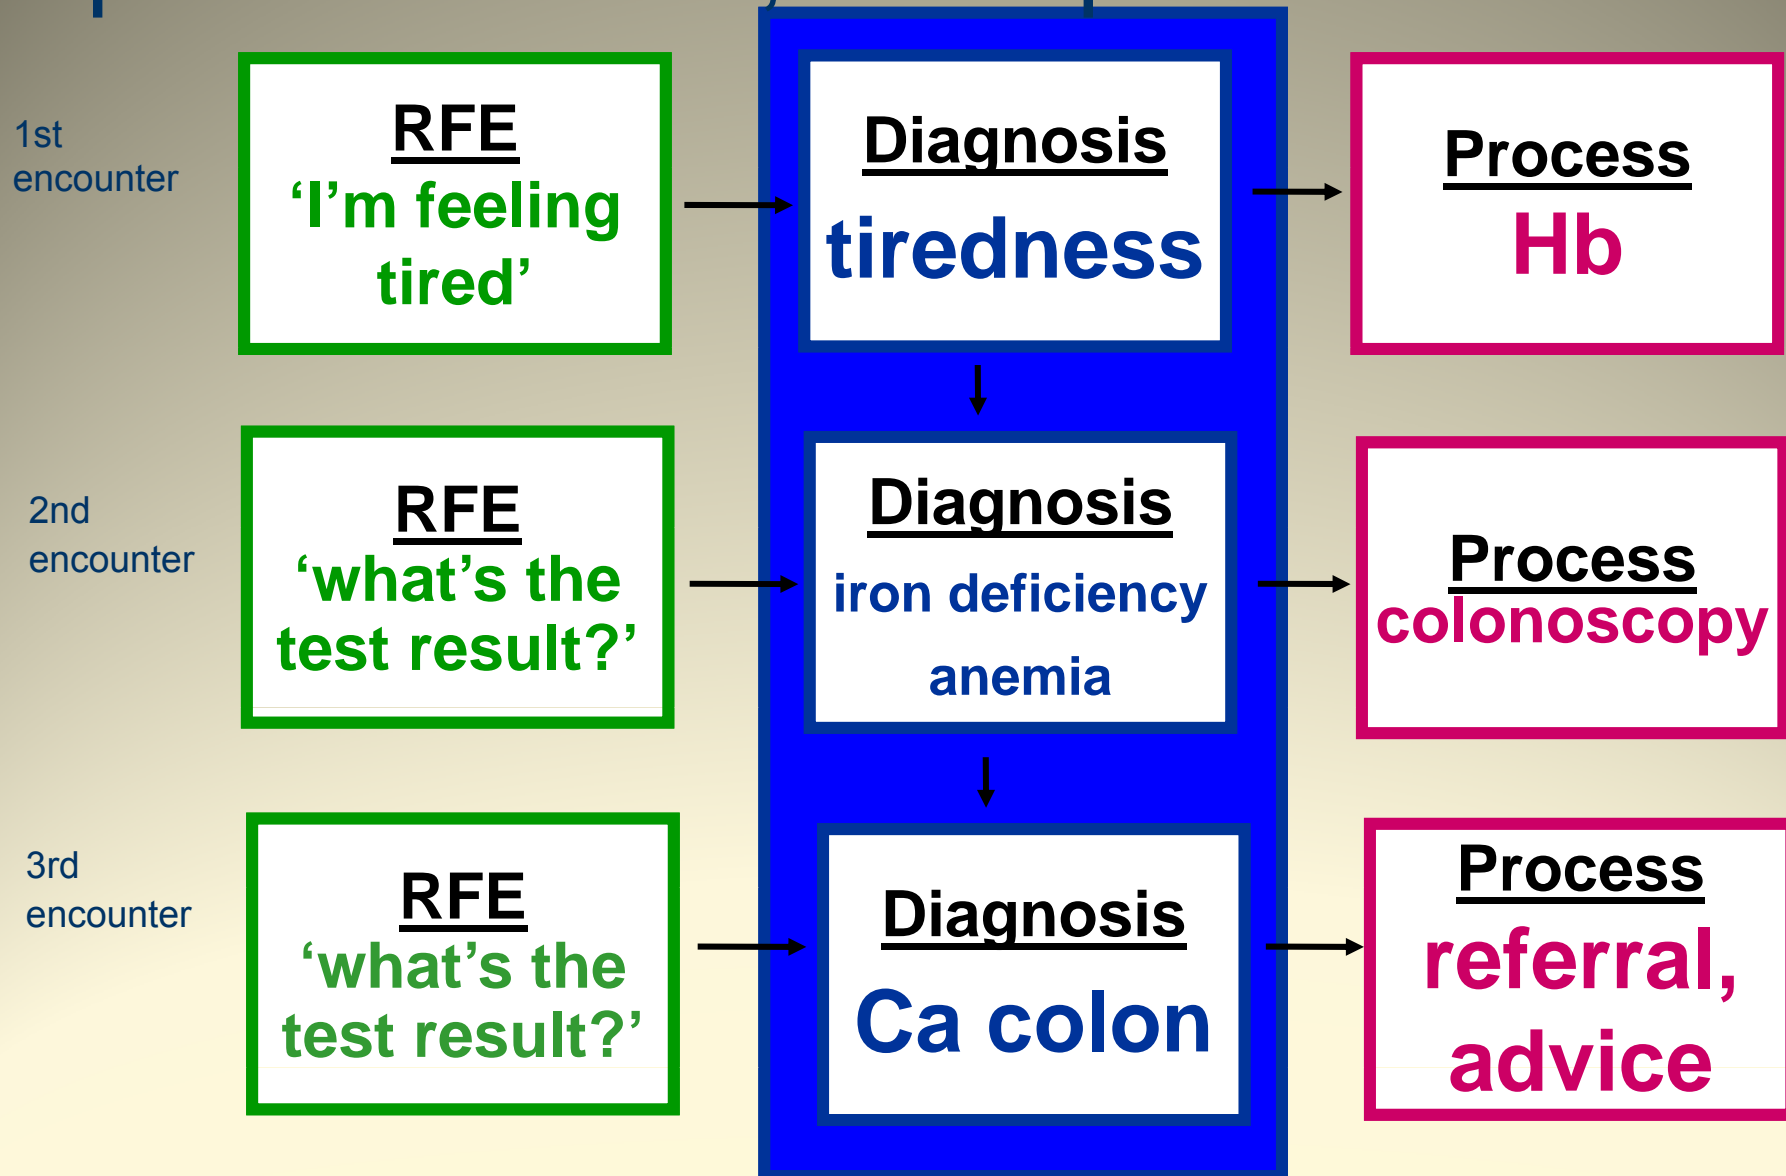 1st
encounter
RFE
‘I’m feeling
tired’
Diagnosis
tiredness
Process
Hb
2nd
encounter
RFE
‘what’s the
test result?’
Diagnosis
iron deficiency
anemia
Process
colonoscopy
3rd
encounter
RFE
‘what’s the
test result?’
Diagnosis
Ca colon
Process
referral,
advice